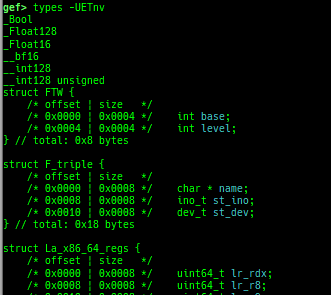 gef> types -UETnv
_Bool
_Float128
_Float16
__bf16
__int128
__int128 unsigned
struct FTW {
    /* offset | size   */
    /* 0x0000 | 0x0004 */    int base;
    /* 0x0004 | 0x0004 */    int level;
} // total: 0x8 bytes

struct F_triple {
    /* offset | size   */
    /* 0x0000 | 0x0008 */    char * name;
    /* 0x0008 | 0x0008 */    ino_t st_ino;
    /* 0x0010 | 0x0008 */    dev_t st_dev;
} // total: 0x18 bytes

struct La_x86_64_regs {
    /* offset | size   */
    /* 0x0000 | 0x0008 */    uint64_t lr_rdx;
    /* 0x0008 | 0x0008 */    uint64_t lr_r8;